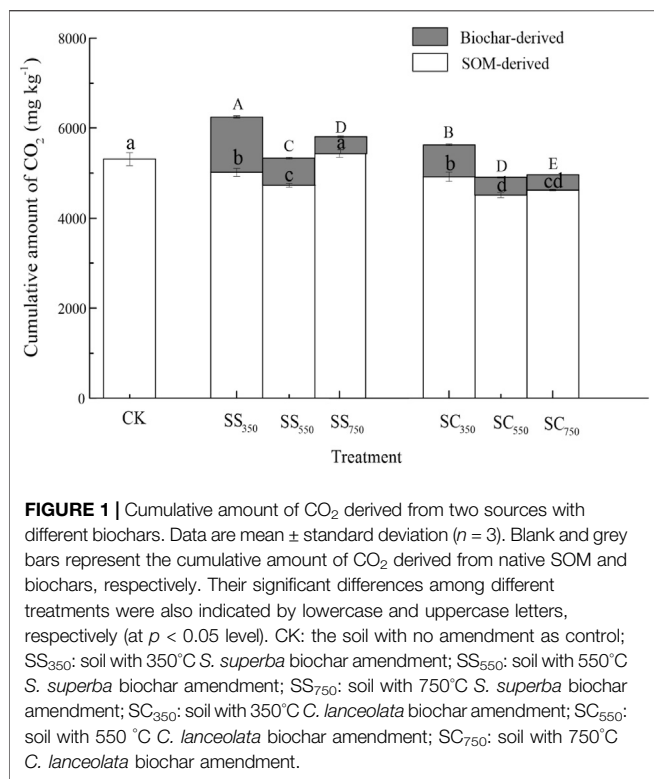 8000
Biochar-derived
SOM-derived
A
D
B
6000
a
C
a
D
E
b
c
b
d
cd
4000
2000
0
Cumulative amount of CO₂ (mg kg⁻¹)
CK
SS₃₅₀
SS₅₅₀
SS₇₅₀
SC₃₅₀
SC₅₅₀
SC₇₅₀
Treatment
FIGURE 1 | Cumulative amount of CO₂ derived from two sources with
different biochars. Data are mean ± standard deviation (n = 3). Blank and grey
bars represent the cumulative amount of CO₂ derived from native SOM and
biochars, respectively. Their significant differences among different
treatments were also indicated by lowercase and uppercase letters,
respectively (at p < 0.05 level). CK: the soil with no amendment as control;
SS₃₅₀: soil with 350°C S. superba biochar amendment; SS₅₅₀: soil with 550°C
S. superba biochar amendment; SS₇₅₀: soil with 750°C S. superba biochar
amendment; SC₃₅₀: soil with 350°C C. lanceolata biochar amendment; SC₅₅₀:
soil with 550 °C C. lanceolata biochar amendment; SC₇₅₀: soil with 750°C
C. lanceolata biochar amendment.